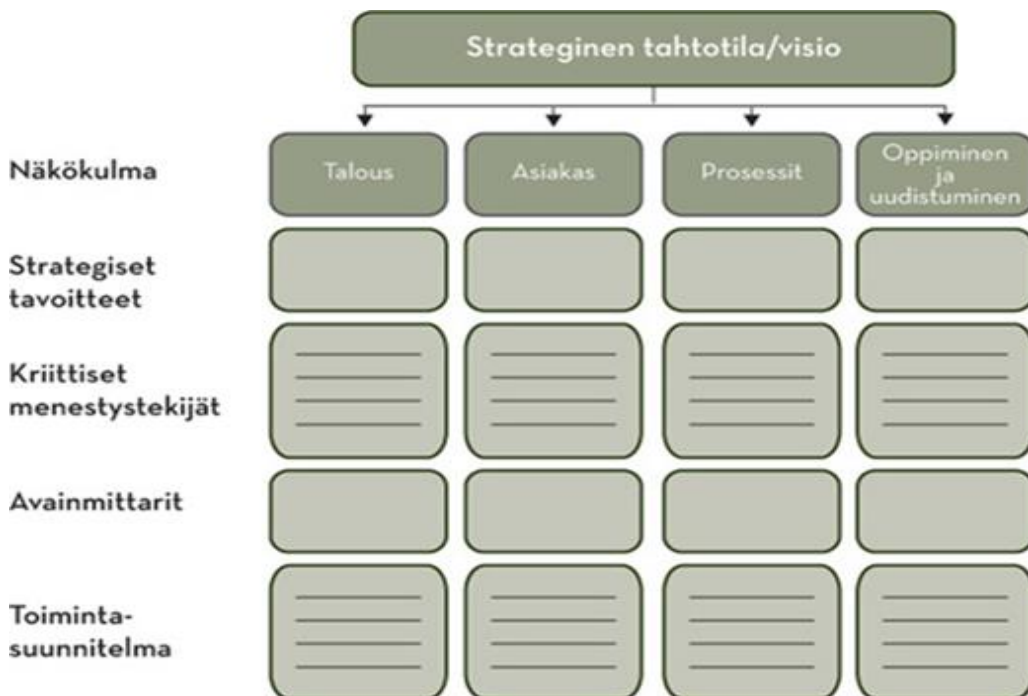 Strateginen tahtotila/visio
Näkökulma
Talous
Asiakas
Prosessit
Oppiminen
ja
uudistuminen
Strategiset
tavoitteet
Kriittiset
menestystekijät
Avainmittarit
Toiminta-
suunnitelma